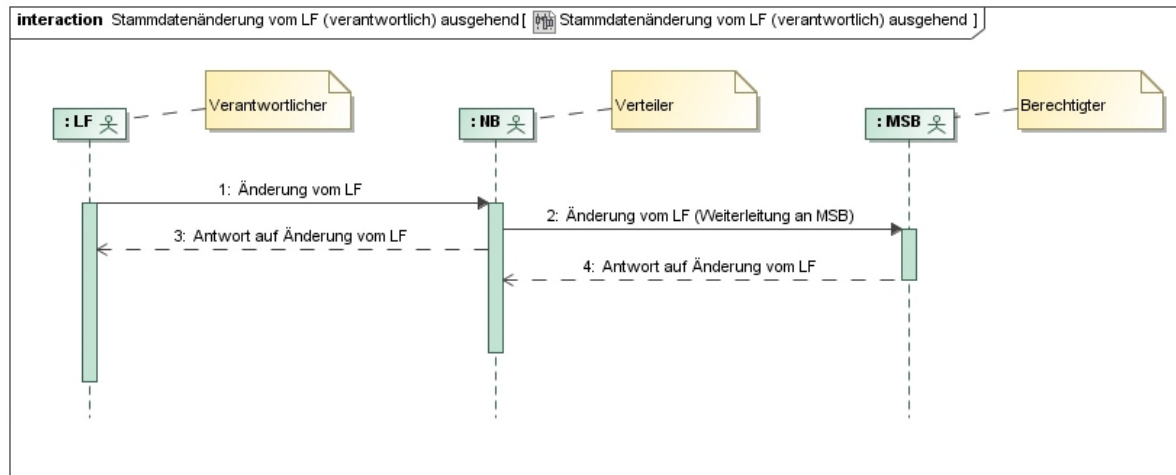 interaction Stammdatenänderung vom LF (verantwortlich) ausgehend[ Stammdatenänderung vom LF (verantwortlich) ausgehend ]
Verantwortlicher
Verteiler
Berechtigter
: LF
: NB
: MSB
1: Änderung vom LF
2: Änderung vom LF (Weiterleitung an MSB)
3: Antwort auf Änderung vom LF
4: Antwort auf Änderung vom LF